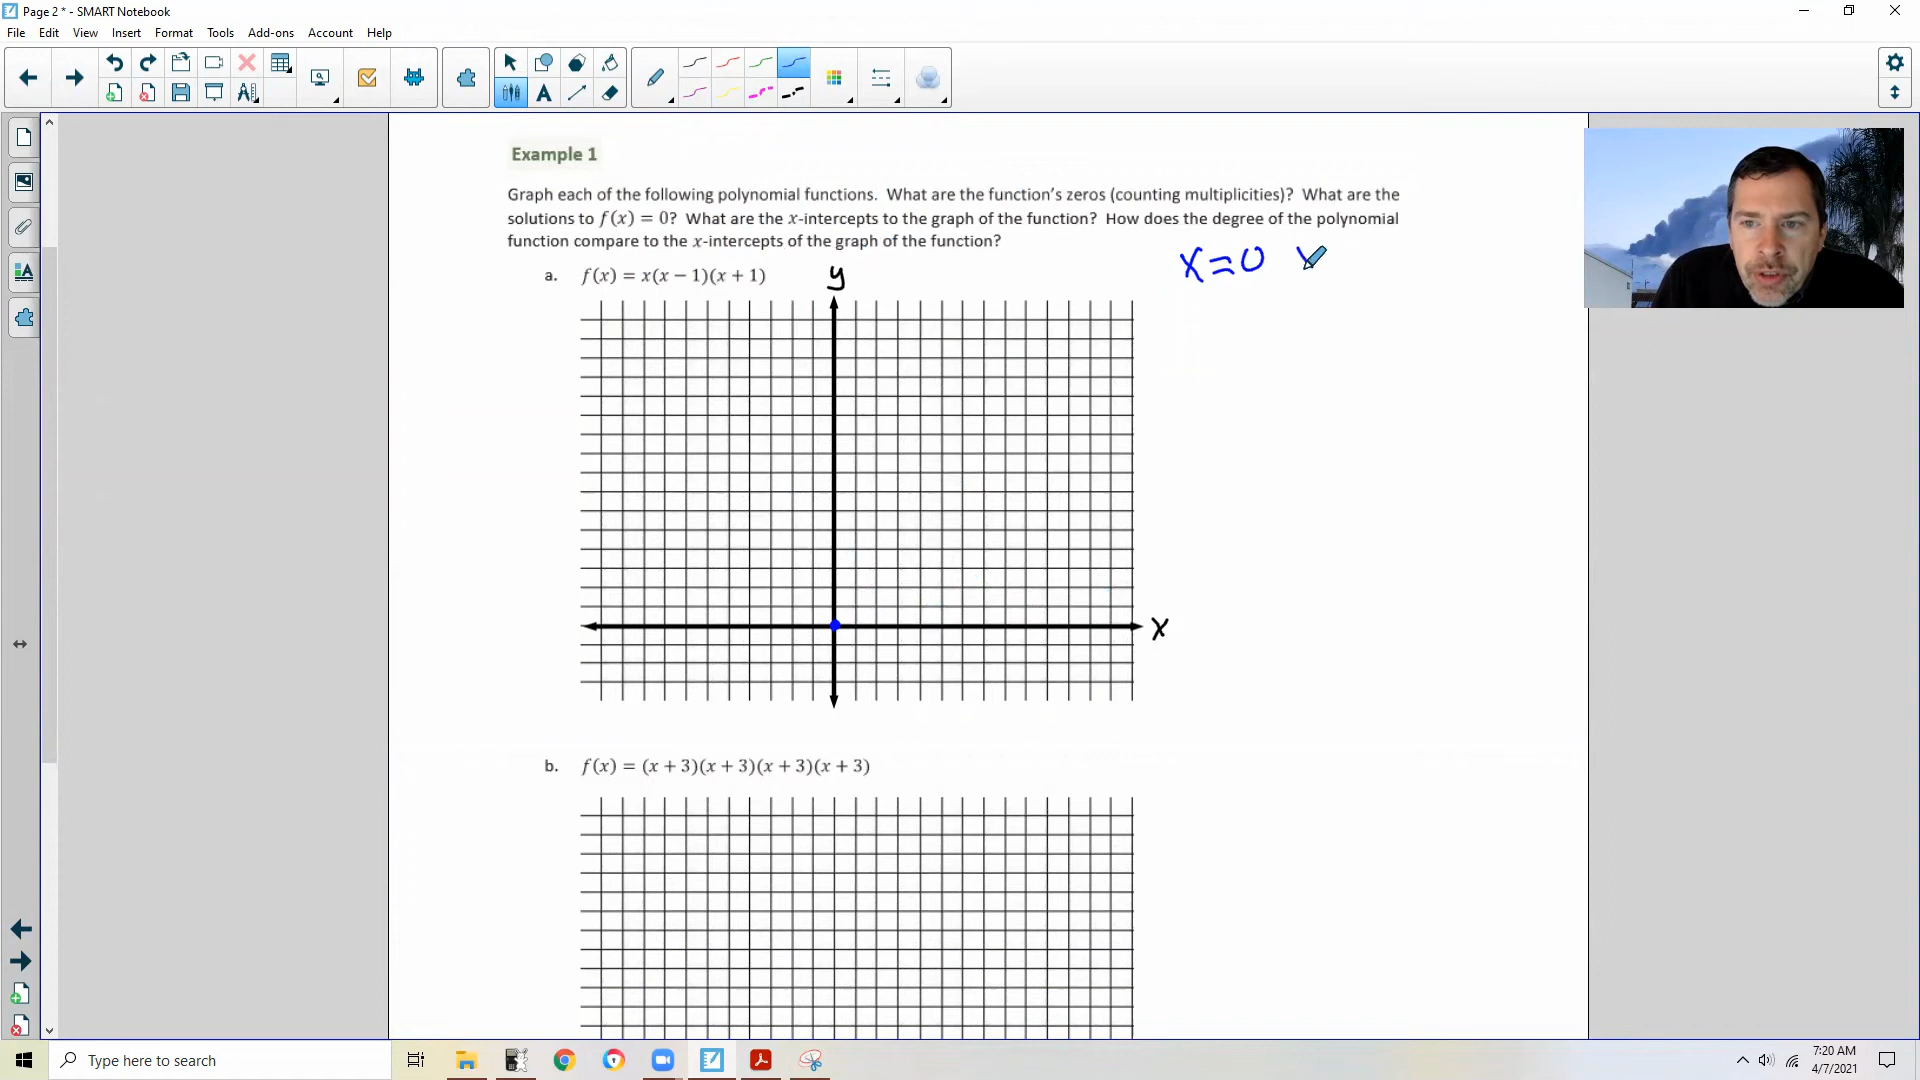 Page 2 * - SMART Notebook
File Edit View Insert Format Tools Add-ons Account Help
Example 1
Graph each of the following polynomial functions. What are the function's zeros (counting multiplicities)? What are the
solutions to f(x) = 0? What are the x-intercepts to the graph of the function? How does the degree of the polynomial
function compare to the x-intercepts of the graph of the function?
x=0
a. f(x) = x(x − 1)(x + 1)
y
x
b. f(x) = (x + 3)(x + 3)(x + 3)(x + 3)
Type here to search
7:20 AM
4/7/2021